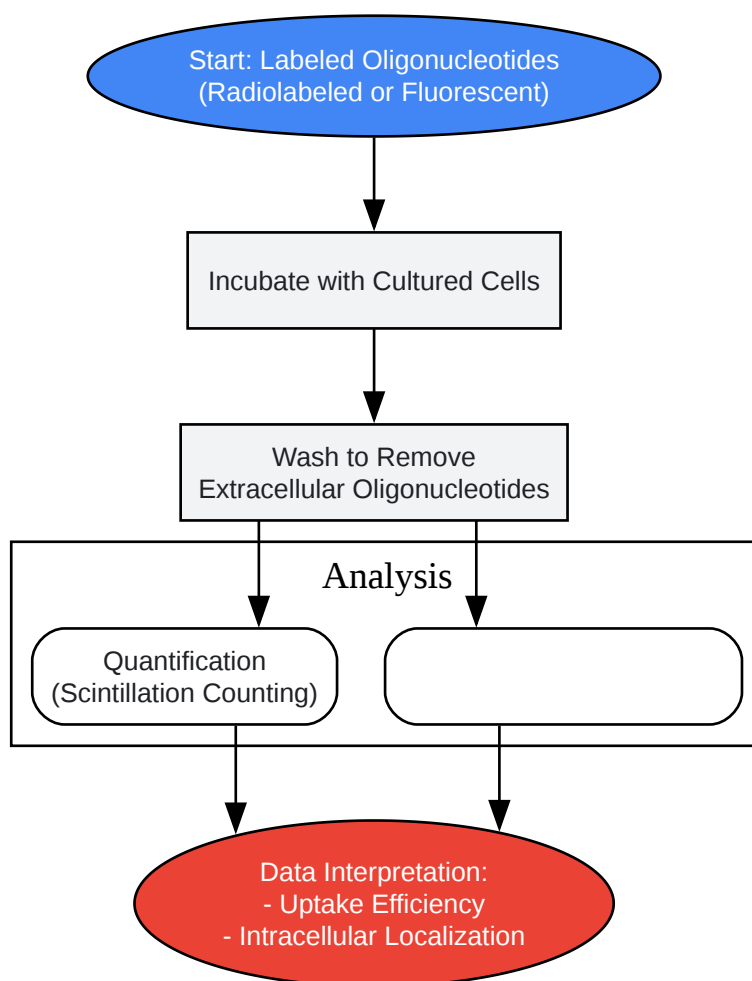 Start: Labeled Oligonucleotides
(Radiolabeled or Fluorescent)
Incubate with Cultured Cells
Wash to Remove
Extracellular Oligonucleotides
Analysis
Quantification
(Scintillation Counting)
Data Interpretation:
- Uptake Efficiency
- Intracellular Localization